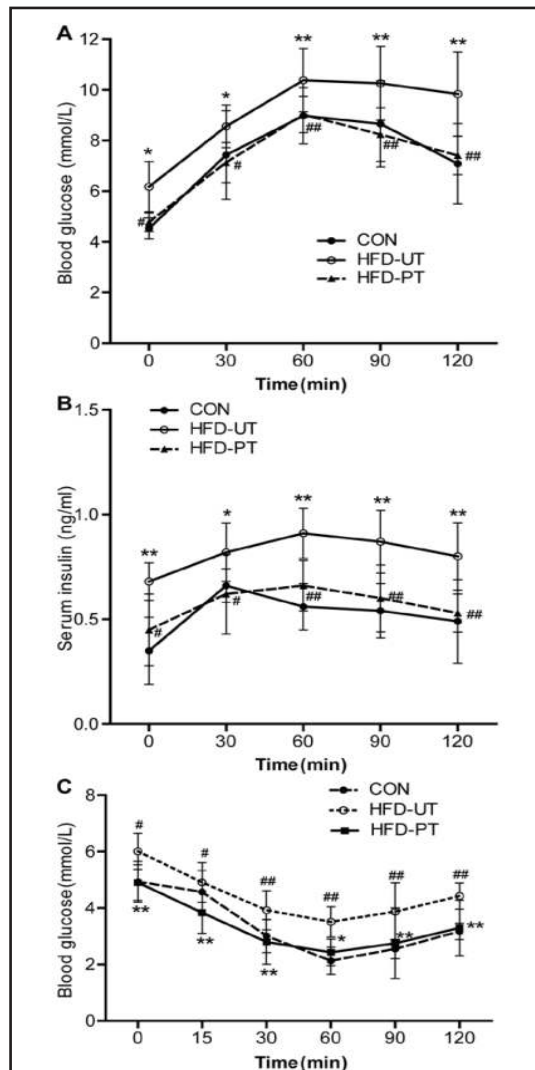 A
** ** **
12
*
10
*
8
##
##
##
6
#
#
4
CON
HFD-UT
HFD-PT
2
0
0 30 60 90 120
Time (min)
Blood glucose (mmol/L)
B
1.5
CON
HFD-UT
HFD-PT
** * ** ** **
1.0
0.5
# # ## ## ##
0.0
0 30 60 90 120
Time (min)
Serum insulin (ng/ml)
C
8
CON
HFD-UT
HFD-PT
# # ## ## ## ##
6
4
** ** ** * ** **
2
0
0 15 30 60 90 120
Time (min)
Blood glucose (mmol/L)